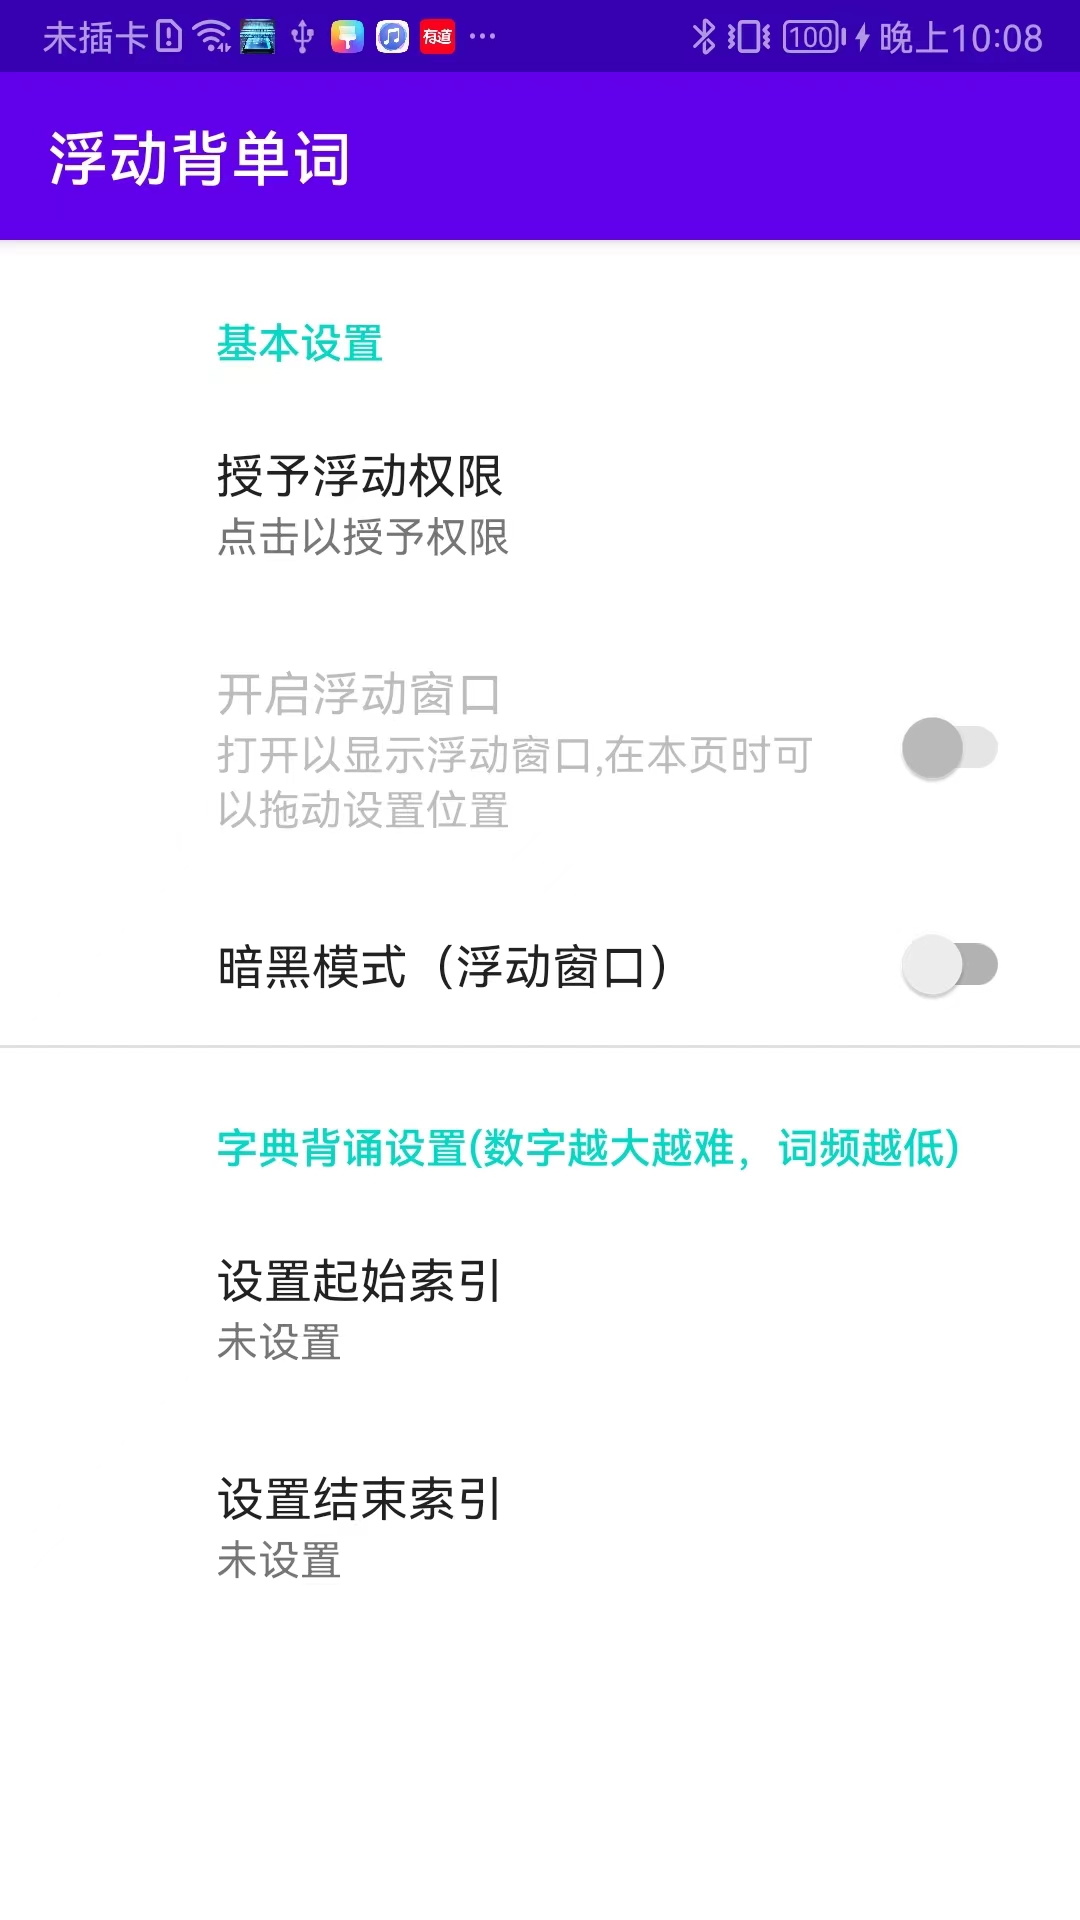 未插卡 有道 100 晚上10:08
浮动背单词
基本设置
授予浮动权限
点击以授予权限
开启浮动窗口
打开以显示浮动窗口,在本页时可
以拖动设置位置
暗黑模式（浮动窗口）
字典背诵设置(数字越大越难，词频越低)
设置起始索引
未设置
设置结束索引
未设置